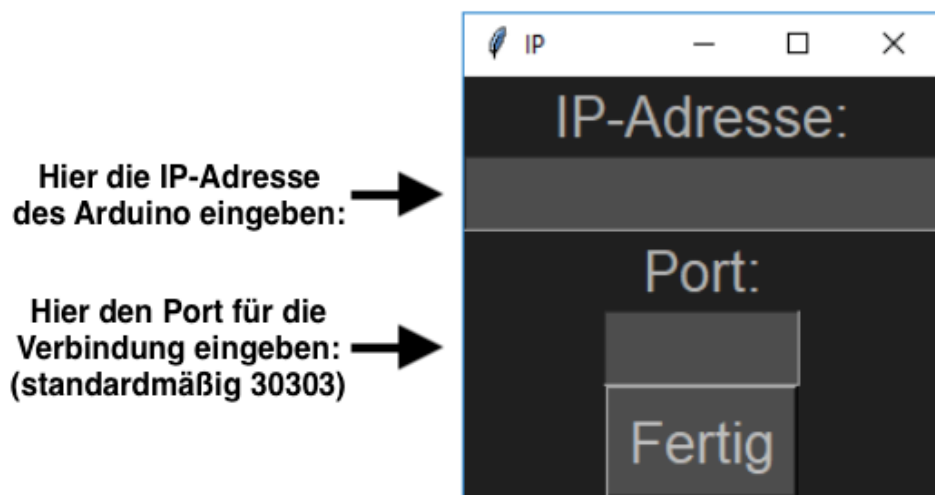 IP
IP-Adresse:
Hier die IP-Adresse
des Arduino eingeben:
Port:
Hier den Port für die
Verbindung eingeben:
(standardmäßig 30303)
Fertig